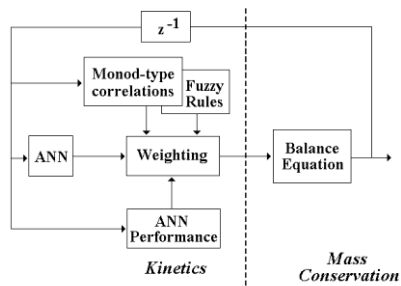 z⁻¹
Monod-type
correlations
Fuzzy
Rules
ANN
Weighting
Balance
Equation
ANN
Performance
Kinetics
Mass
Conservation